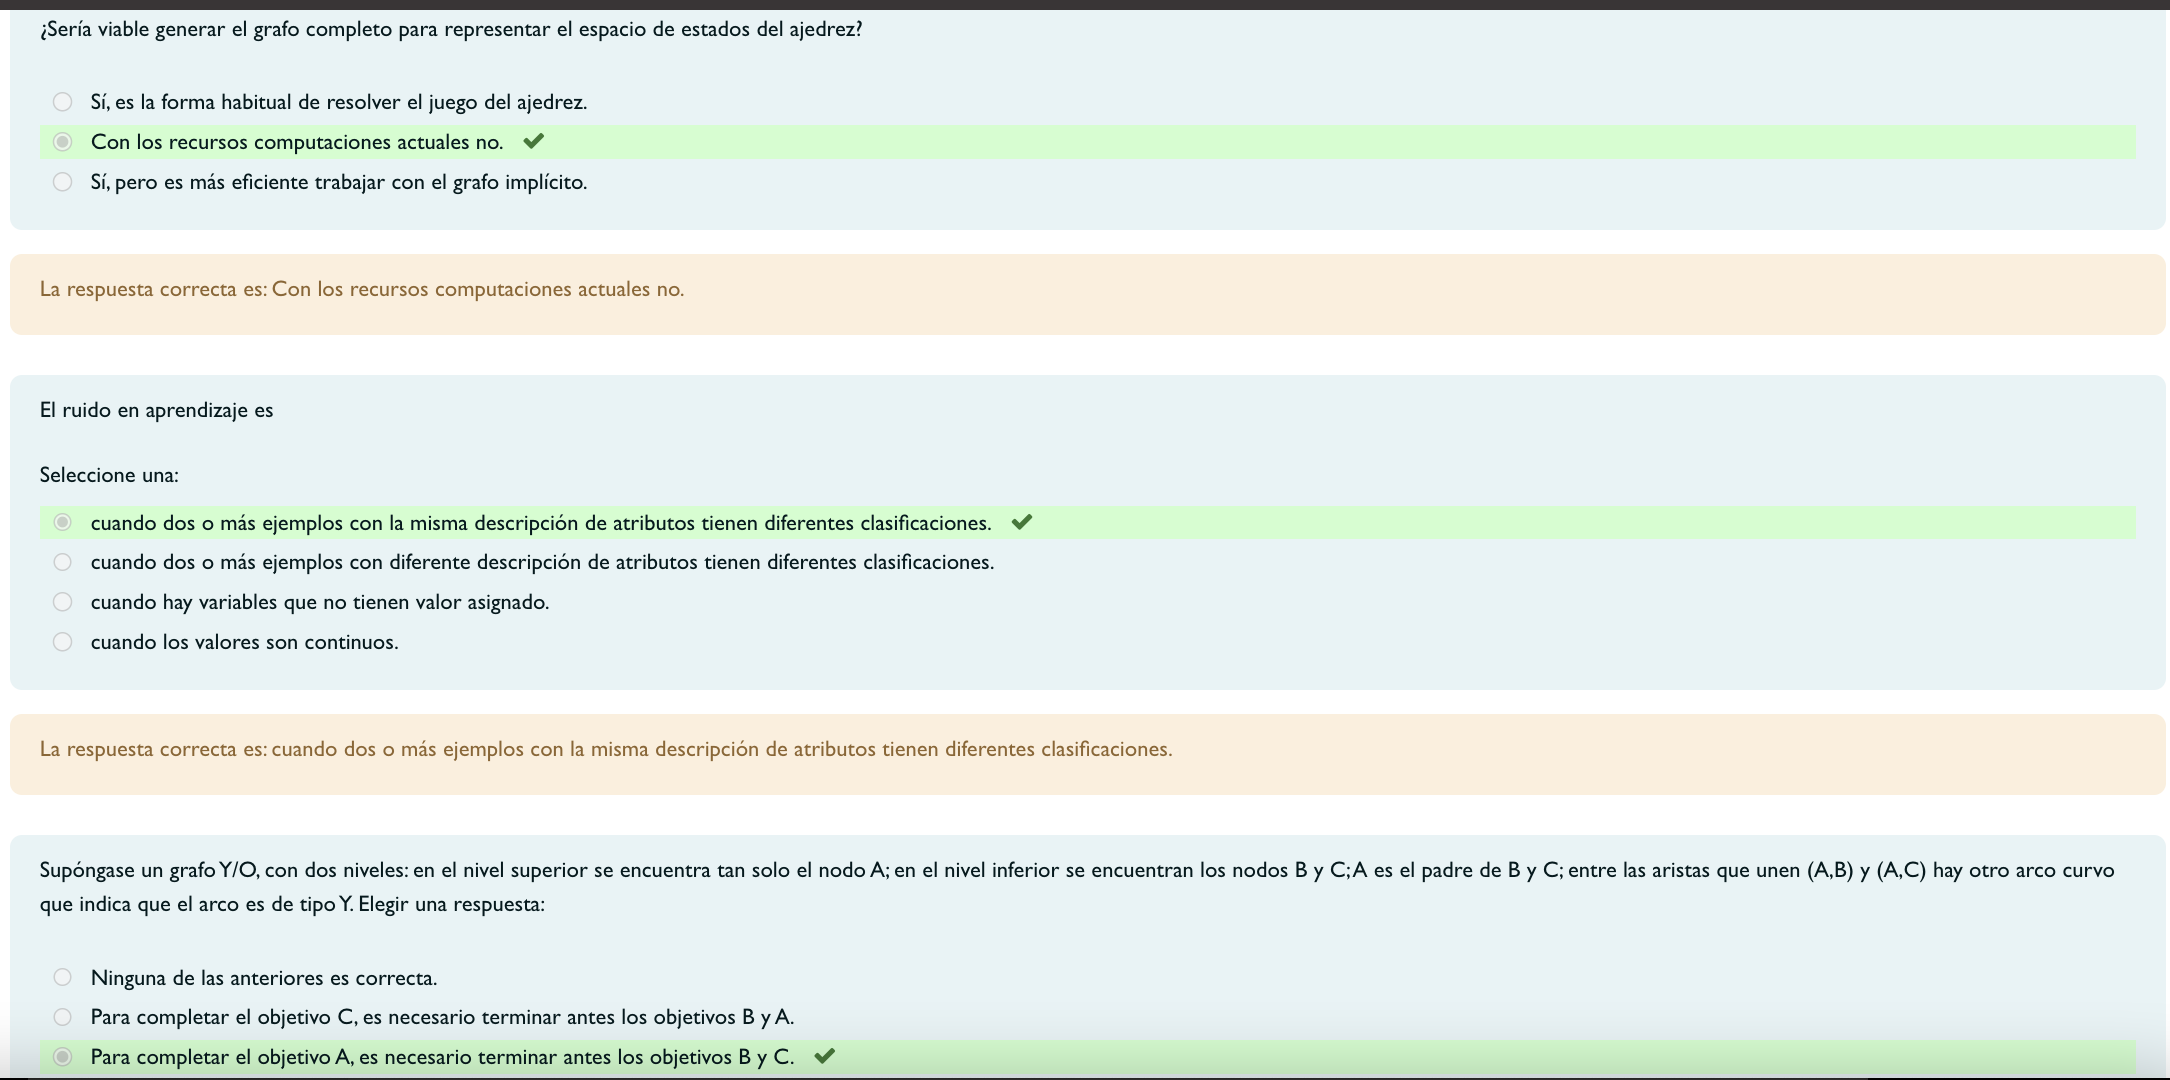 ¿Sería viable generar el grafo completo para representar el espacio de estados del ajedrez?
Sí, es la forma habitual de resolver el juego del ajedrez.
Con los recursos computaciones actuales no.
Sí, pero es más eficiente trabajar con el grafo implícito.
La respuesta correcta es: Con los recursos computaciones actuales no.
El ruido en aprendizaje es
Seleccione una:
cuando dos o más ejemplos con la misma descripción de atributos tienen diferentes clasificaciones.
cuando dos o más ejemplos con diferente descripción de atributos tienen diferentes clasificaciones.
cuando hay variables que no tienen valor asignado.
cuando los valores son continuos.
La respuesta correcta es: cuando dos o más ejemplos con la misma descripción de atributos tienen diferentes clasificaciones.
Supóngase un grafo Y/O, con dos niveles: en el nivel superior se encuentra tan solo el nodo A; en el nivel inferior se encuentran los nodos B y C; A es el padre de B y C; entre las aristas que unen (A,B) y (A,C) hay otro arco curvo
que indica que el arco es de tipo Y. Elegir una respuesta:
Ninguna de las anteriores es correcta.
Para completar el objetivo C, es necesario terminar antes los objetivos B y A.
Para completar el objetivo A, es necesario terminar antes los objetivos B y C.